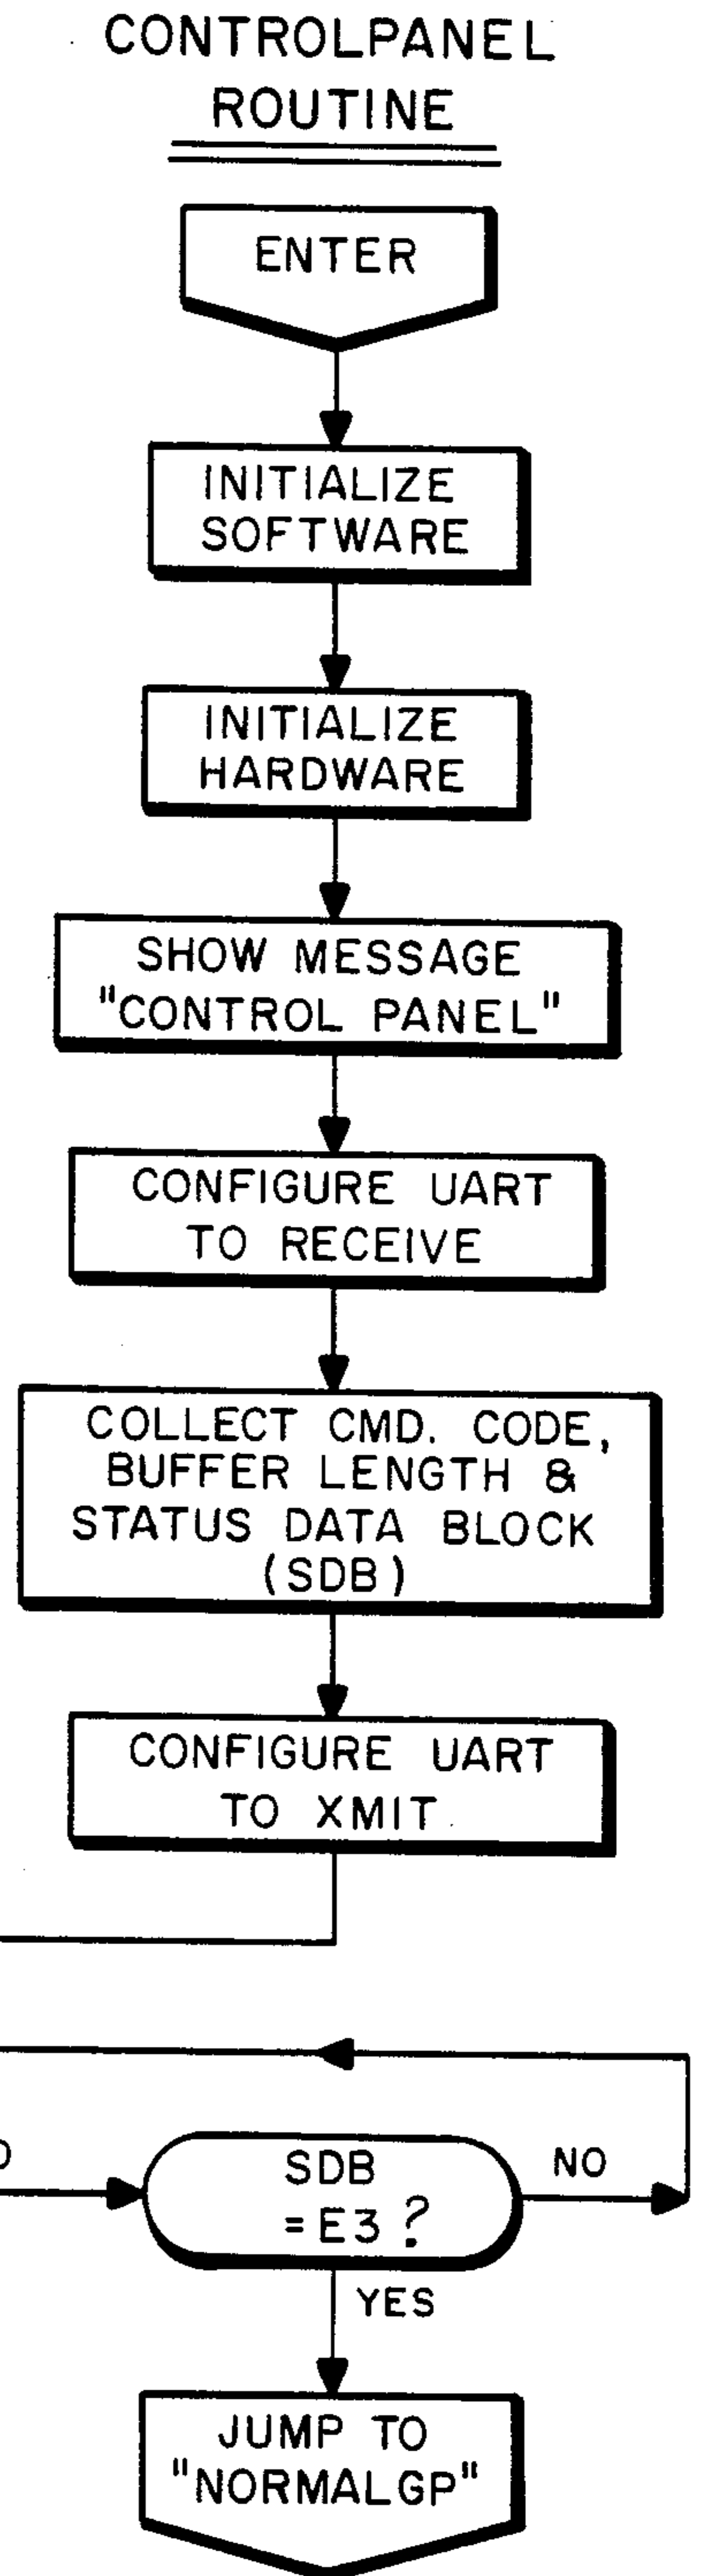 CONTROLPANEL
ROUTINE
ENTER
INITIALIZE
SOFTWARE
INITIALIZE
HARDWARE
SHOW MESSAGE
"CONTROL PANEL"
CONFIGURE UART
TO RECEIVE
COLLECT CMD. CODE,
BUFFER LENGTH &
STATUS DATA BLOCK
(SDB)
CONFIGURE UART
TO XMIT
SDB
= E3 ?
NO
YES
JUMP TO
"NORMALGP"